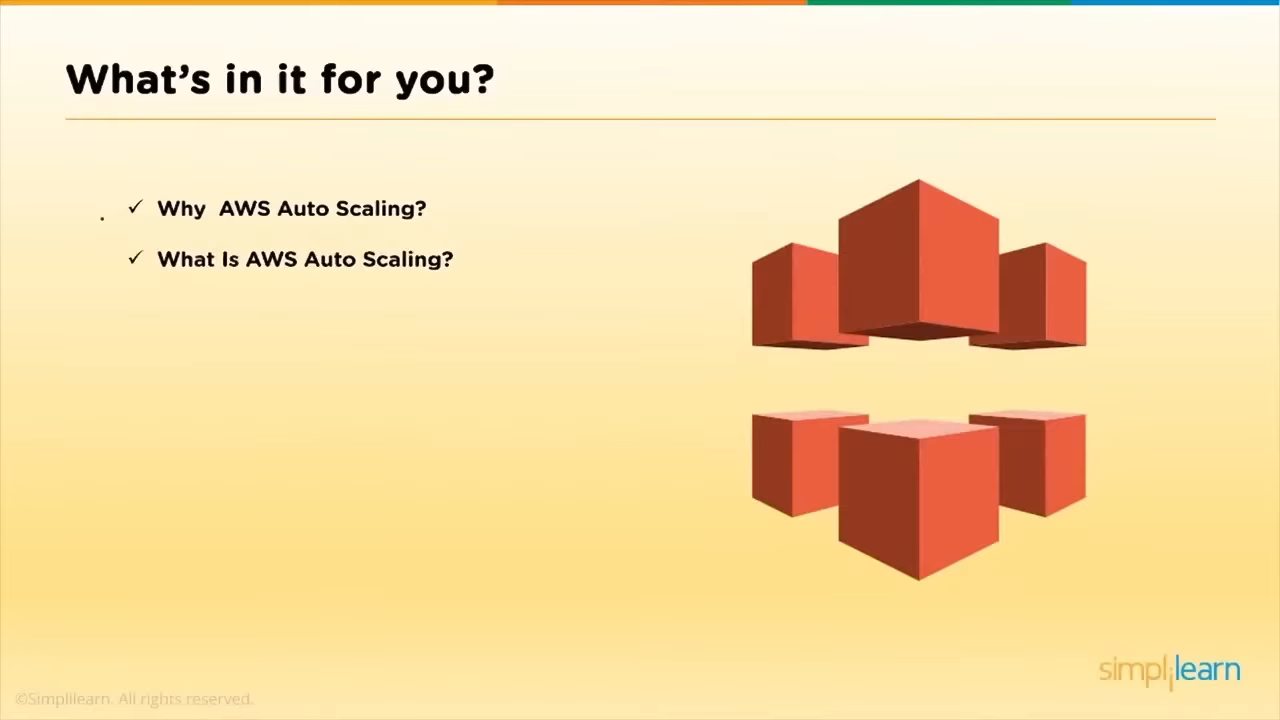 What's in it for you?
✓ Why AWS Auto Scaling?
✓ What Is AWS Auto Scaling?
simplilearn
©Simplilearn. All rights reserved.